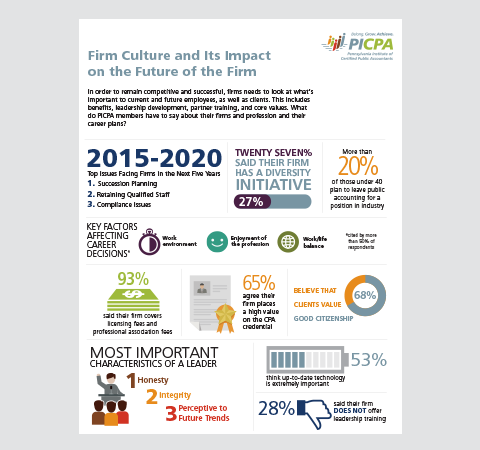 Belong. Grow. Achieve.
PICPA
Pennsylvania Institute of
Certified Public Accountants
Firm Culture and Its Impact
on the Future of the Firm
In order to remain competitive and successful, firms needs to look at what's
important to current and future employees, as well as clients. This includes
benefits, leadership development, partner training, and core values. What
do PICPA members have to say about their firms and profession and their
career plans?
2015-2020
Top Issues Facing Firms in the Next Five Years
1. Succession Planning
2. Retaining Qualified Staff
3. Compliance Issues
TWENTY SEVEN%
SAID THEIR FIRM
HAS A DIVERSITY
INITIATIVE
27%
More than
20%
of those under 40
plan to leave public
accounting for a
position in industry
KEY FACTORS
AFFECTING
CAREER
DECISIONS*
Work
environment
Enjoyment of
the profession
Work/life
balance
*cited by more
than 50% of
respondents
93%
said their firm covers
licensing fees and
professional association fees
65%
agree their
firm places
a high value
on the CPA
credential
BELIEVE THAT
CLIENTS VALUE
GOOD CITIZENSHIP
68%
MOST IMPORTANT
CHARACTERISTICS OF A LEADER
1 Honesty
2 Integrity
3 Perceptive to
Future Trends
53%
think up-to-date technology
is extremely important
28%
said their firm
DOES NOT offer
leadership training